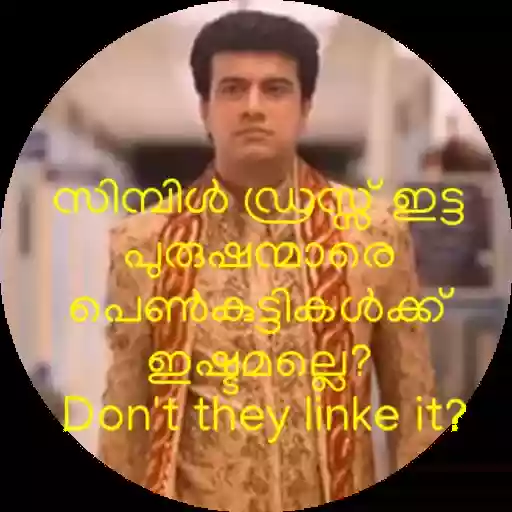 സിമ്പിൾ ഡ്രസ്സ് ഇട്ട
പുരുഷന്മാരെ
പെൺകുട്ടികൾക്ക്
ഇഷ്ടമല്ലെ?
Don't they linke it?